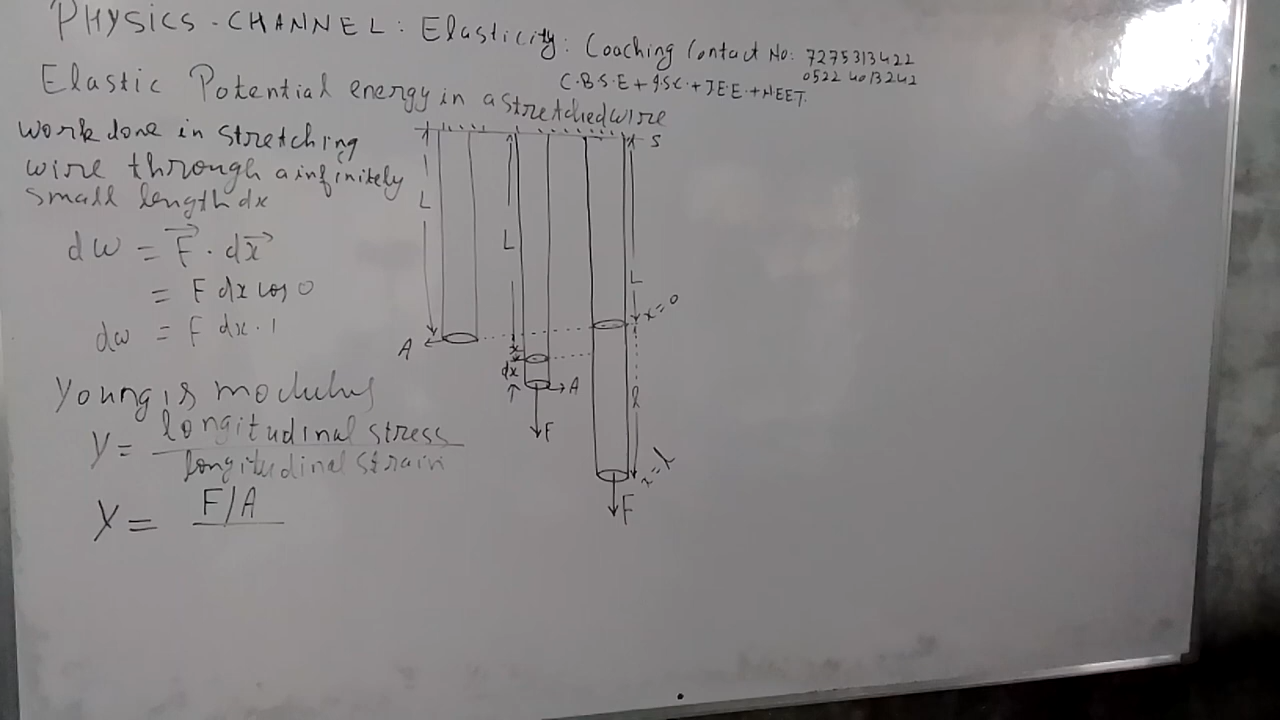 PHYSICS - CHANNEL : Elasticity : Coaching Contact No: 7275313422
0522 4013242
C.B.S.E + I.S.C. + J.E.E. + NEET.
Elastic Potential energy in a stretched wire
work done in stretching
wire through a infinitely
small length dx
dw = F⃗ . dx⃗
= F dx cos 0
dw = F dx . 1
Young's modulus
Y = longitudinal stress
longitudinal strain
Y = F/A
S
L
L
L
x = 0
A
x
dx
A
F
l
x = l
F